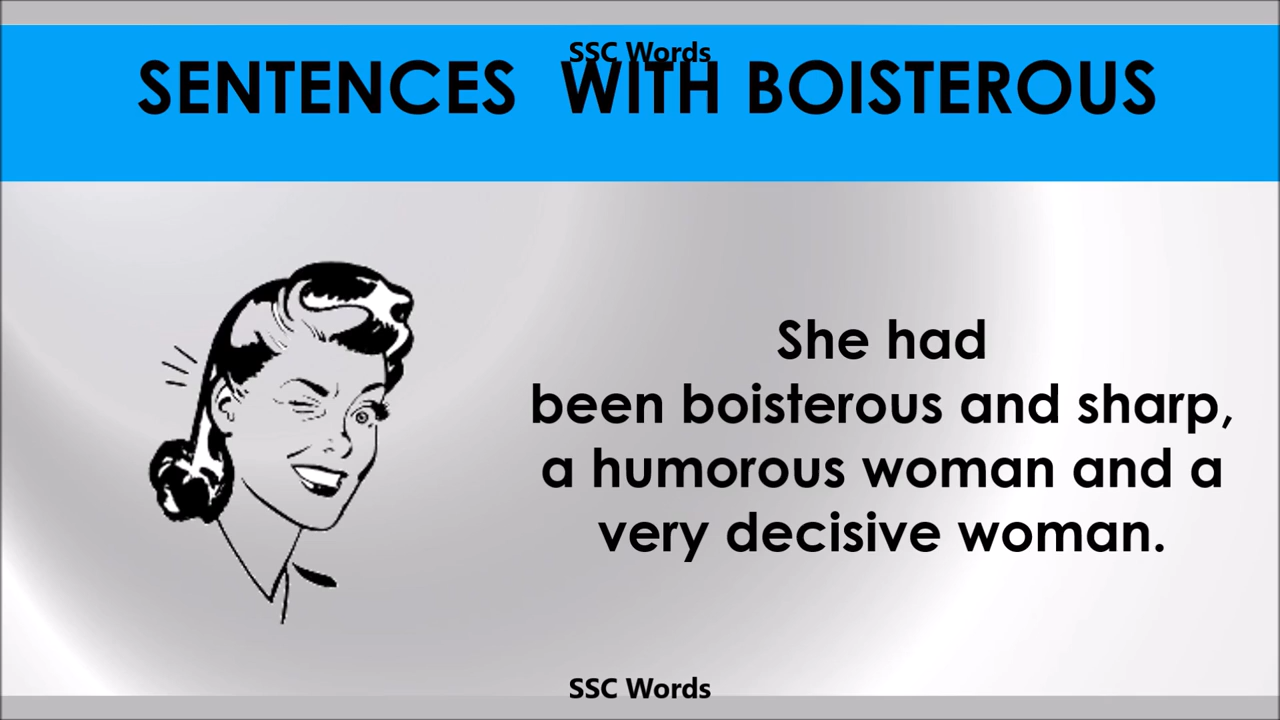 SSC Words
SENTENCES WITH BOISTEROUS
She had
been boisterous and sharp,
a humorous woman and a
very decisive woman.
SSC Words